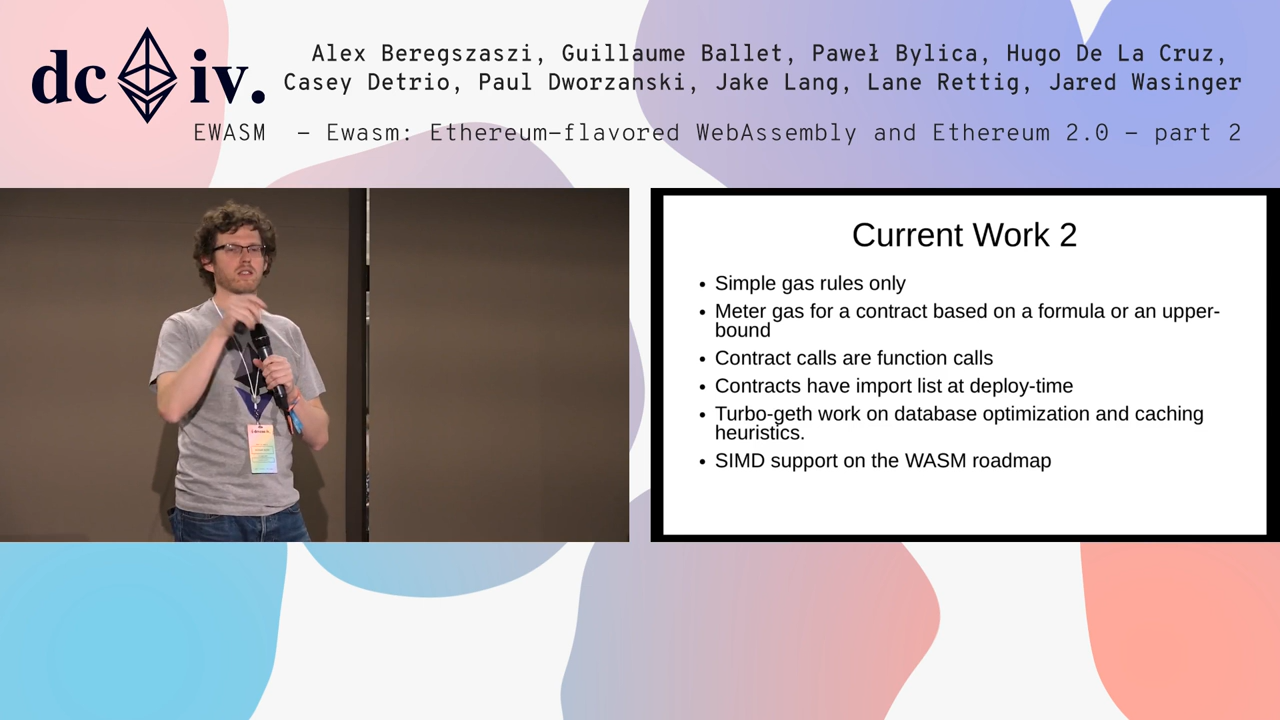 dc iv.
Alex Beregszaszi, Guillaume Ballet, Paweł Bylica, Hugo De La Cruz,
Casey Detrio, Paul Dworzanski, Jake Lang, Lane Rettig, Jared Wasinger
EWASM – Ewasm: Ethereum-flavored WebAssembly and Ethereum 2.0 – part 2
Current Work 2
• Simple gas rules only
• Meter gas for a contract based on a formula or an upper-
bound
• Contract calls are function calls
• Contracts have import list at deploy-time
• Turbo-geth work on database optimization and caching
heuristics.
• SIMD support on the WASM roadmap